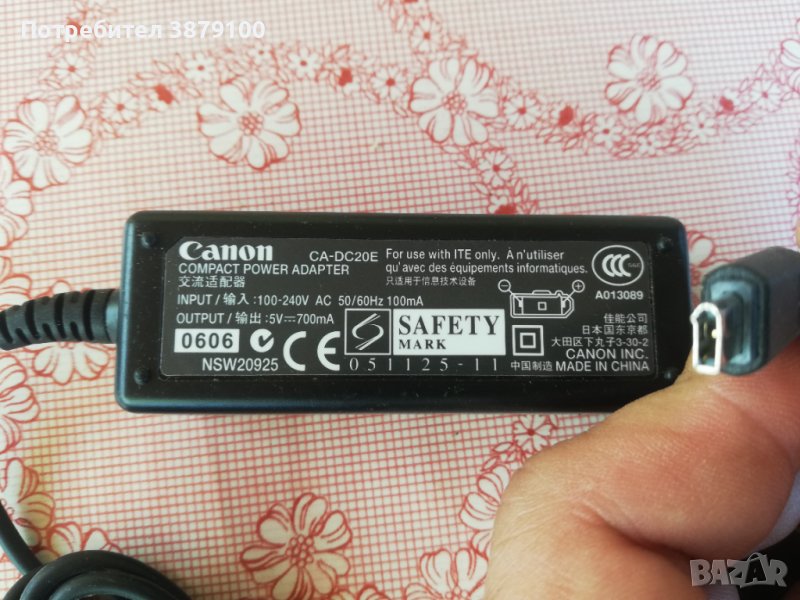 Потребител 3879100
Canon CA-DC20E
COMPACT POWER ADAPTER
交流适配器
For use with ITE only. À n'utiliser
qu'avec des équipements informatiques.
只适用于信息技术设备
INPUT/输入:100-240V AC 50/60Hz 100mA
OUTPUT/输出:5V⎓700mA
CCC
A013089
0606
NSW20925
CE
S
SAFETY
MARK
051125-11
佳能公司
日本国东京都
大田区下丸子3-30-2
CANON INC.
中国制造 MADE IN CHINA
BAZAR